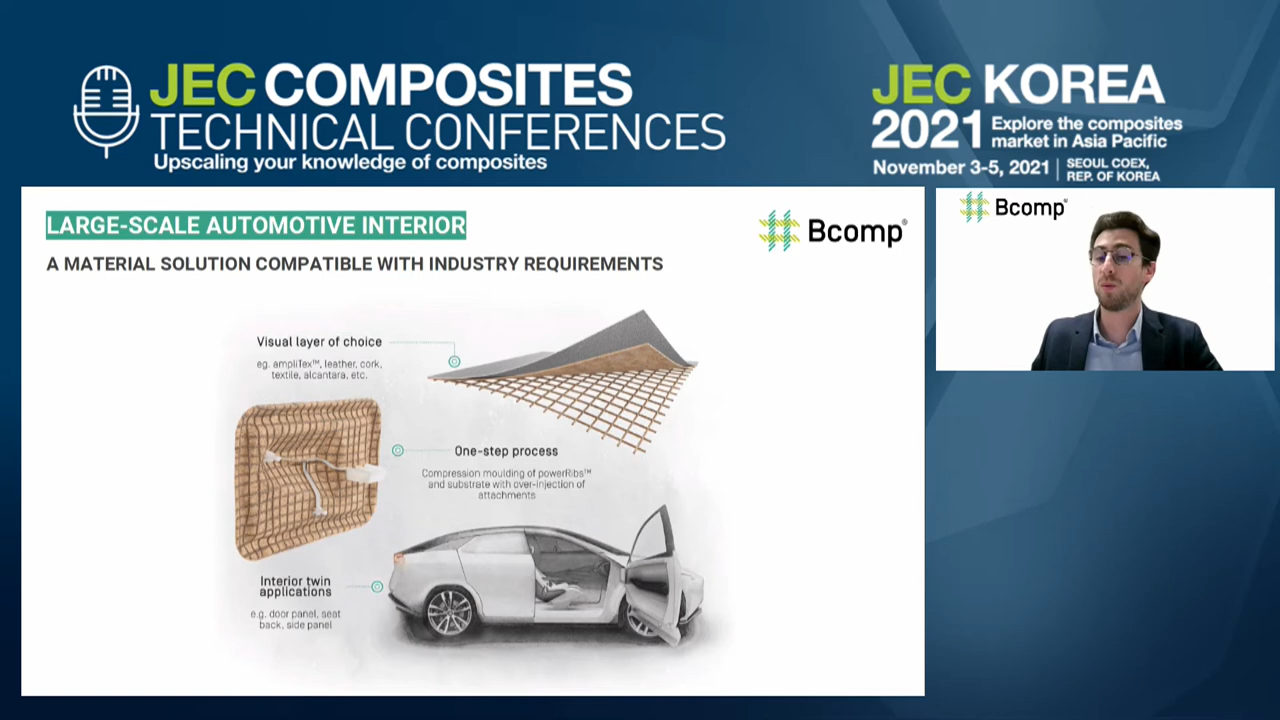 JEC COMPOSITES
TECHNICAL CONFERENCES
Upscaling your knowledge of composites
JEC KOREA
2021 Explore the composites
market in Asia Pacific
November 3-5, 2021 | SEOUL COEX,
REP. OF KOREA
LARGE-SCALE AUTOMOTIVE INTERIOR
A MATERIAL SOLUTION COMPATIBLE WITH INDUSTRY REQUIREMENTS
Bcomp®
Visual layer of choice
eg. ampliTex™, leather, cork,
textile, alcantara, etc.
One-step process
Compression moulding of powerRibs™
and substrate with over-injection of
attachments
Interior twin
applications
e.g. door panel, seat
back, side panel
Bcomp®